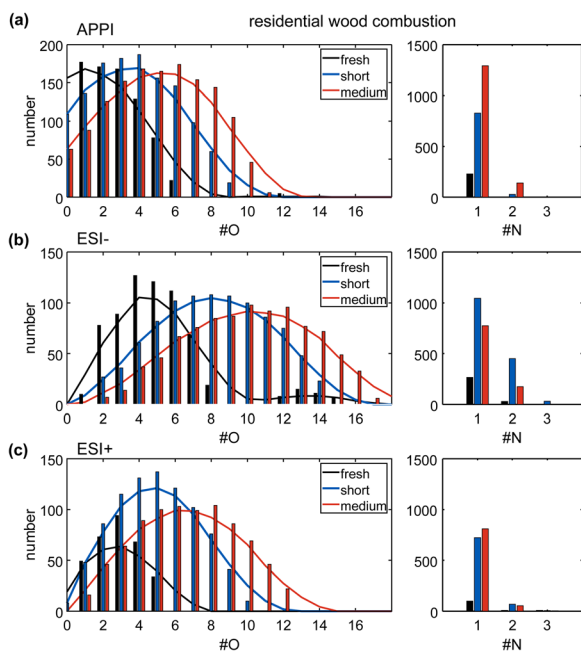 residential wood combustion
(a)
APPI
fresh
short
medium
200
150
100
50
0
number
0 2 4 6 8 10 12 14 16
#O
1500
1000
500
0
1 2 3
#N
(b)
ESI-
fresh
short
medium
150
100
50
0
number
0 2 4 6 8 10 12 14 16
#O
1500
1000
500
0
1 2 3
#N
(c)
ESI+
fresh
short
medium
150
100
50
0
number
0 2 4 6 8 10 12 14 16
#O
1500
1000
500
0
1 2 3
#N